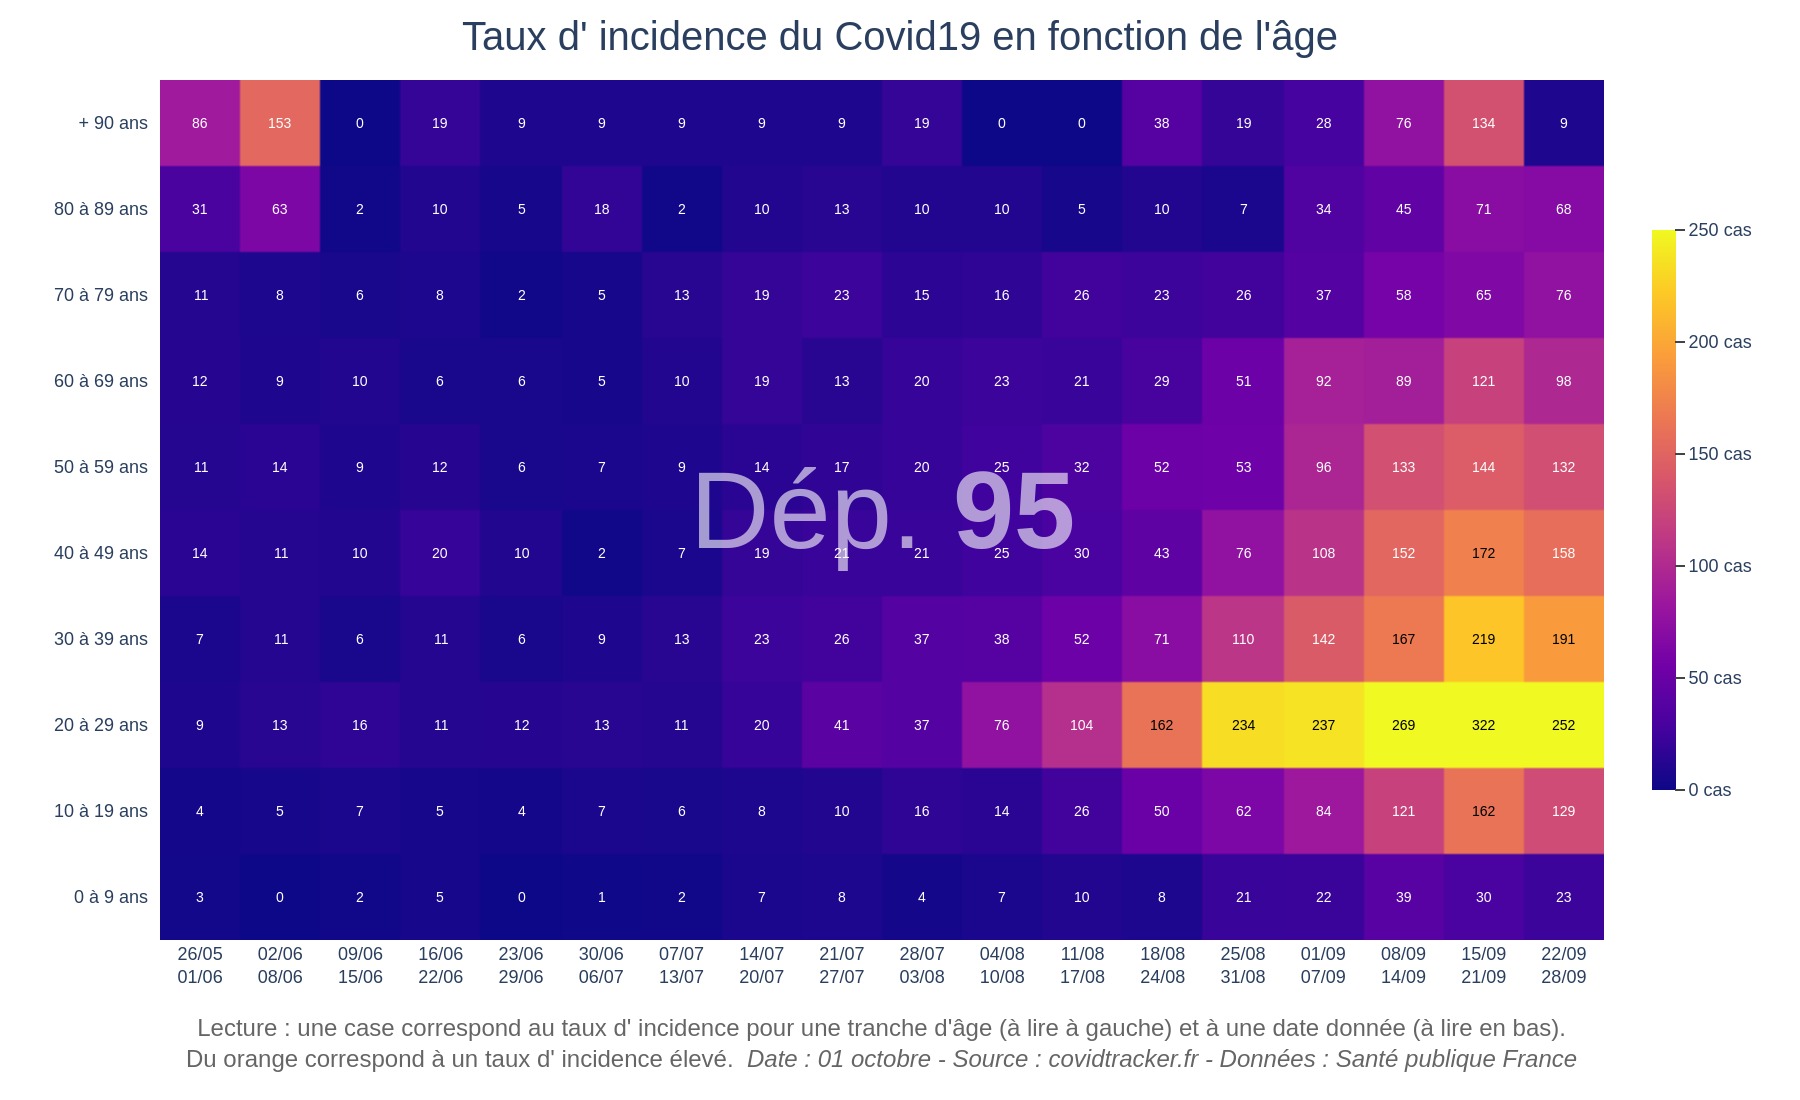 Taux d' incidence du Covid19 en fonction de l'âge
+ 90 ans 86 153 0 19 9 9 9 9 9 19 0 0 38 19 28 76 134 9
80 à 89 ans 31 63 2 10 5 18 2 10 13 10 10 5 10 7 34 45 71 68
70 à 79 ans 11 8 6 8 2 5 13 19 23 15 16 26 23 26 37 58 65 76
60 à 69 ans 12 9 10 6 6 5 10 19 13 20 23 21 29 51 92 89 121 98
50 à 59 ans 11 14 9 12 6 7 9 14 17 20 25 32 52 53 96 133 144 132
Dép. 95
40 à 49 ans 14 11 10 20 10 2 7 19 21 21 25 30 43 76 108 152 172 158
30 à 39 ans 7 11 6 11 6 9 13 23 26 37 38 52 71 110 142 167 219 191
20 à 29 ans 9 13 16 11 12 13 11 20 41 37 76 104 162 234 237 269 322 252
10 à 19 ans 4 5 7 5 4 7 6 8 10 16 14 26 50 62 84 121 162 129
0 à 9 ans 3 0 2 5 0 1 2 7 8 4 7 10 8 21 22 39 30 23
26/05 02/06 09/06 16/06 23/06 30/06 07/07 14/07 21/07 28/07 04/08 11/08 18/08 25/08 01/09 08/09 15/09 22/09
01/06 08/06 15/06 22/06 29/06 06/07 13/07 20/07 27/07 03/08 10/08 17/08 24/08 31/08 07/09 14/09 21/09 28/09
250 cas
200 cas
150 cas
100 cas
50 cas
0 cas
Lecture : une case correspond au taux d' incidence pour une tranche d'âge (à lire à gauche) et à une date donnée (à lire en bas).
Du orange correspond à un taux d' incidence élevé. Date : 01 octobre - Source : covidtracker.fr - Données : Santé publique France